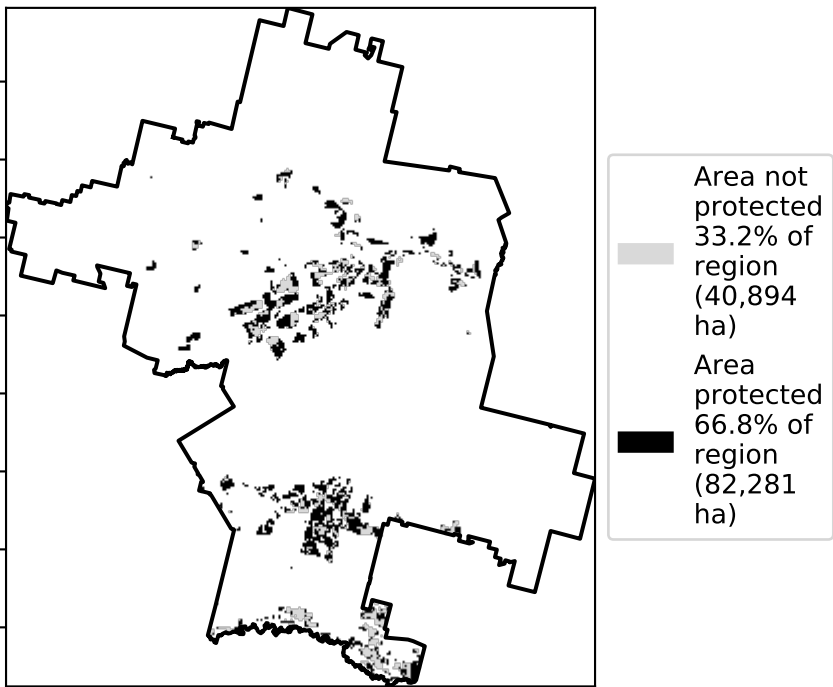 Area not
protected
33.2% of
region
(40,894
ha)
Area
protected
66.8% of
region
(82,281
ha)